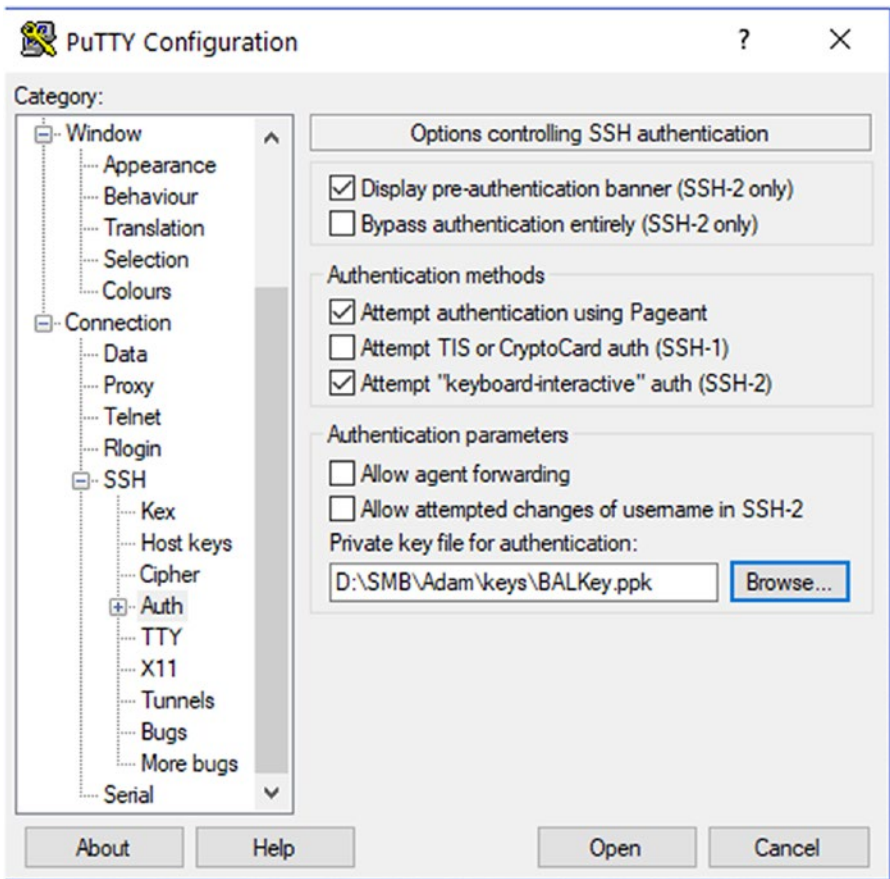 PuTTY Configuration
?
Category:
Window
Appearance
Behaviour
Translation
Selection
Colours
Connection
Data
Proxy
Telnet
Rlogin
SSH
Kex
Host keys
Cipher
Auth
TTY
X11
Tunnels
Bugs
More bugs
Serial
Options controlling SSH authentication
Display pre-authentication banner (SSH-2 only)
Bypass authentication entirely (SSH-2 only)
Authentication methods
Attempt authentication using Pageant
Attempt TIS or CryptoCard auth (SSH-1)
Attempt "keyboard-interactive" auth (SSH-2)
Authentication parameters
Allow agent forwarding
Allow attempted changes of username in SSH-2
Private key file for authentication:
D:\SMB\Adam\keys\BALKey.ppk Browse...
About Help Open Cancel